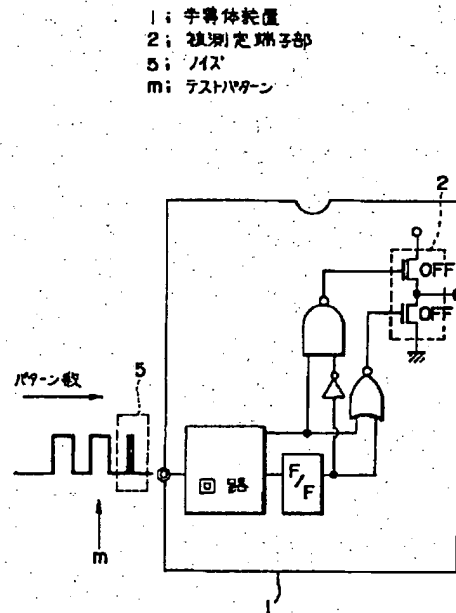 1; 半導体装置
2; 被測定端子部
5; ノイズ
m; テストパターン
2
OFF
OFF
パターン数
5
回路
F/F
m
1